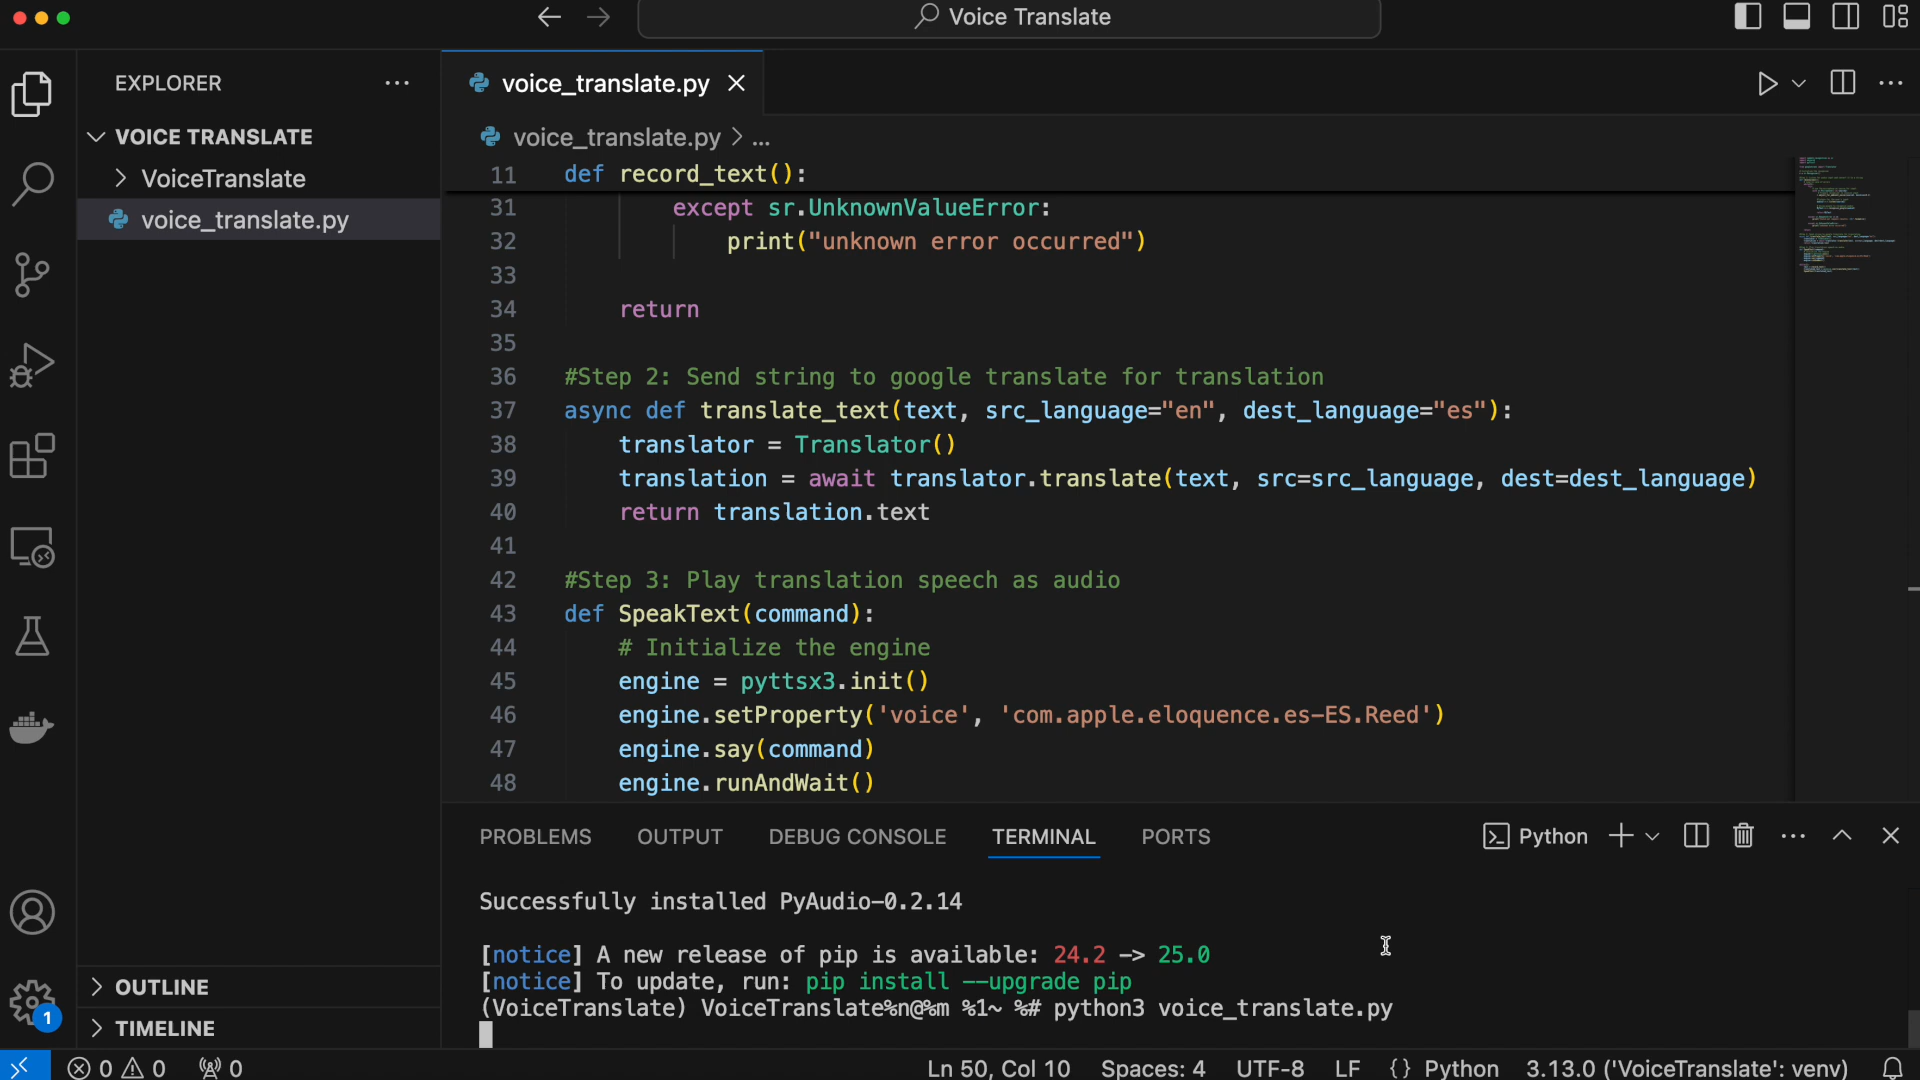 Voice Translate
EXPLORER
VOICE TRANSLATE
VoiceTranslate
voice_translate.py
OUTLINE
TIMELINE
voice_translate.py
voice_translate.py > ...
11 def record_text():
31 except sr.UnknownValueError:
32 print("unknown error occurred")
33
34 return
35
36 #Step 2: Send string to google translate for translation
37 async def translate_text(text, src_language="en", dest_language="es"):
38 translator = Translator()
39 translation = await translator.translate(text, src=src_language, dest=dest_language)
40 return translation.text
41
42 #Step 3: Play translation speech as audio
43 def SpeakText(command):
44 # Initialize the engine
45 engine = pyttsx3.init()
46 engine.setProperty('voice', 'com.apple.eloquence.es-ES.Reed')
47 engine.say(command)
48 engine.runAndWait()
PROBLEMS OUTPUT DEBUG CONSOLE TERMINAL PORTS Python
Successfully installed PyAudio-0.2.14
[notice] A new release of pip is available: 24.2 -> 25.0
[notice] To update, run: pip install --upgrade pip
(VoiceTranslate) VoiceTranslate%n@%m %1~ %# python3 voice_translate.py
1
0 0 0 Ln 50, Col 10 Spaces: 4 UTF-8 LF {} Python 3.13.0 ('VoiceTranslate': venv)